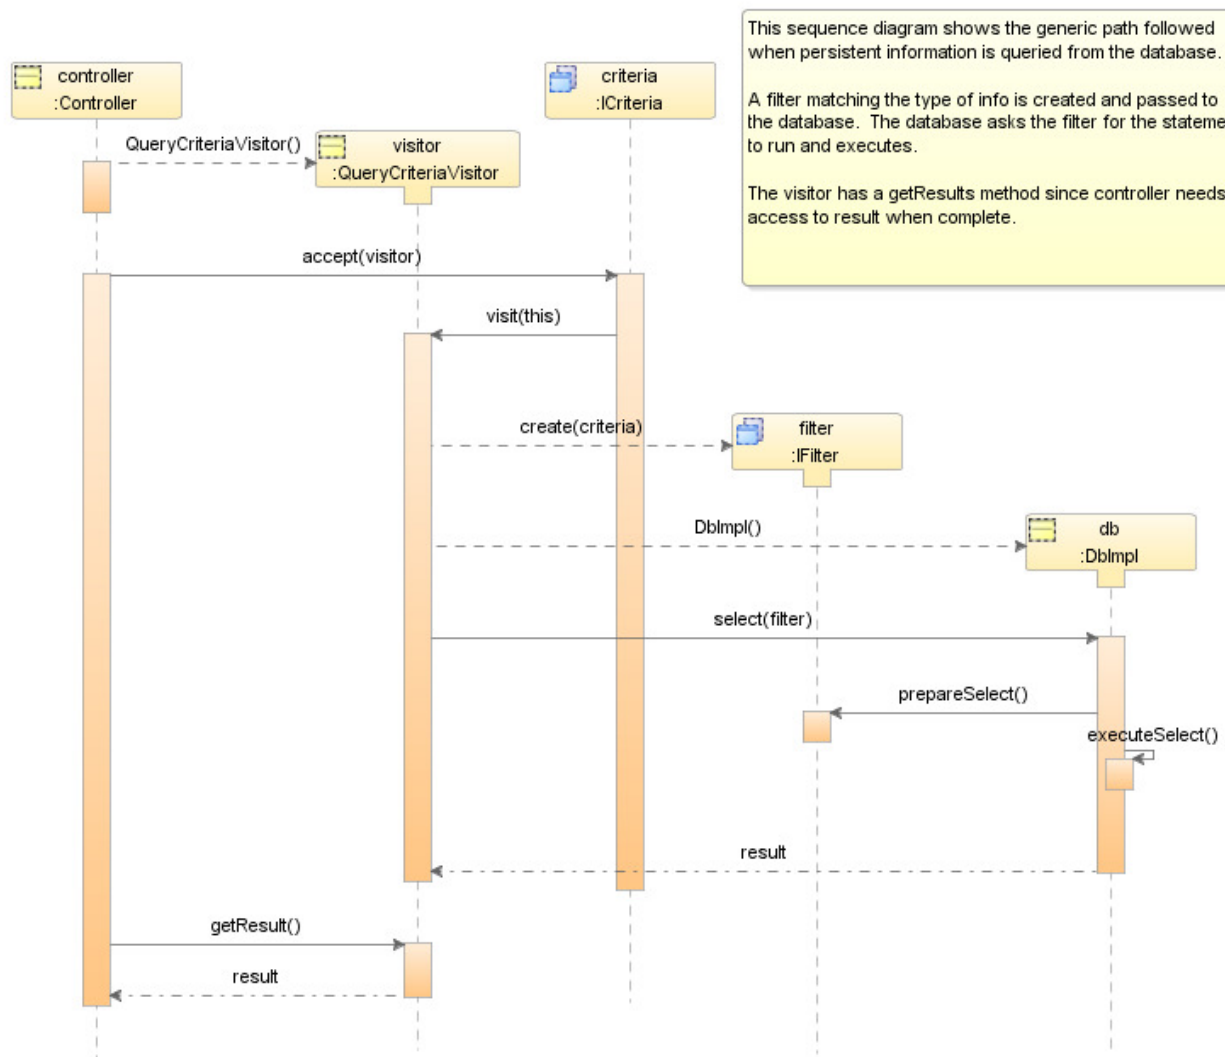 This sequence diagram shows the generic path followed
when persistent information is queried from the database.
A filter matching the type of info is created and passed to
the database. The database asks the filter for the stateme
to run and executes.
The visitor has a getResults method since controller needs
access to result when complete.
controller
:Controller
criteria
:ICriteria
QueryCriteriaVisitor()
visitor
:QueryCriteriaVisitor
accept(visitor)
visit(this)
create(criteria)
filter
:IFilter
DbImpl()
db
:DbImpl
select(filter)
prepareSelect()
executeSelect()
result
getResult()
result